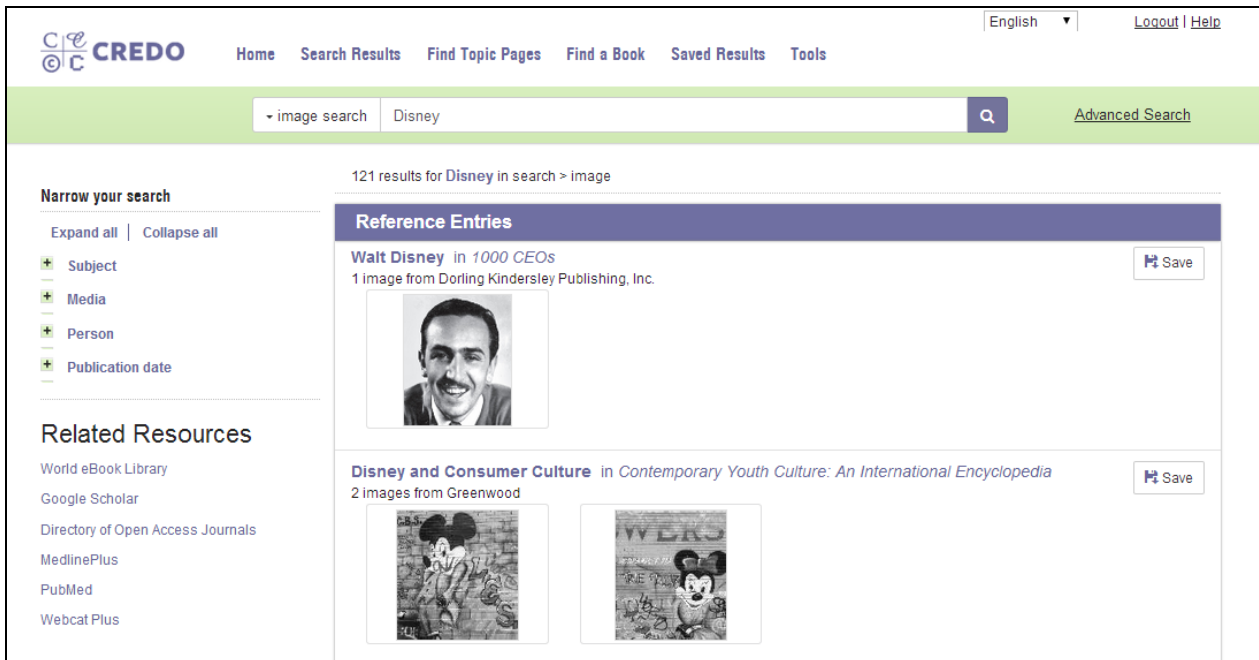 English ▼ Logout | Help
CREDO
Home Search Results Find Topic Pages Find a Book Saved Results Tools
image search Disney Advanced Search
121 results for Disney in search > image
Narrow your search
Expand all | Collapse all
Subject
Media
Person
Publication date
Related Resources
World eBook Library
Google Scholar
Directory of Open Access Journals
MedlinePlus
PubMed
Webcat Plus
Reference Entries
Walt Disney in 1000 CEOs
Save
1 image from Dorling Kindersley Publishing, Inc.
Disney and Consumer Culture in Contemporary Youth Culture: An International Encyclopedia
Save
2 images from Greenwood